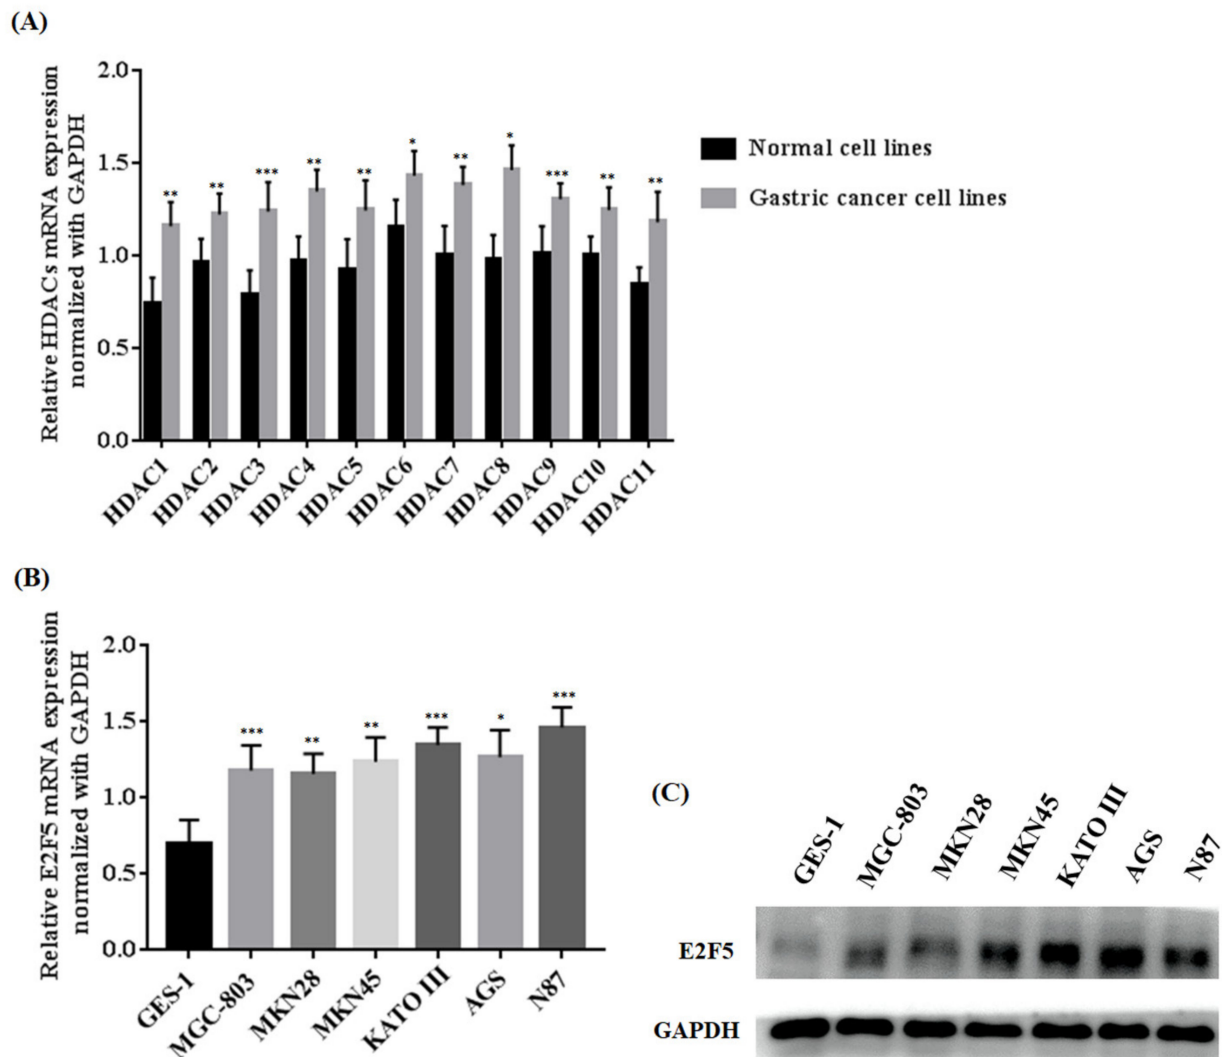 (A)
Relative HDACs mRNA expression
normalized with GAPDH
2.0
1.5
1.0
0.5
0.0
** ** *** ** ** * ** * *** ** **
HDAC1 HDAC2 HDAC3 HDAC4 HDAC5 HDAC6 HDAC7 HDAC8 HDAC9 HDAC10 HDAC11
Normal cell lines
Gastric cancer cell lines
(B)
Relative E2F5 mRNA expression
normalized with GAPDH
2.0
1.5
1.0
0.5
0.0
*** ** ** *** * ***
GES-1 MGC-803 MKN28 MKN45 KATO III AGS N87
(C)
GES-1 MGC-803 MKN28 MKN45 KATO III AGS N87
E2F5
GAPDH